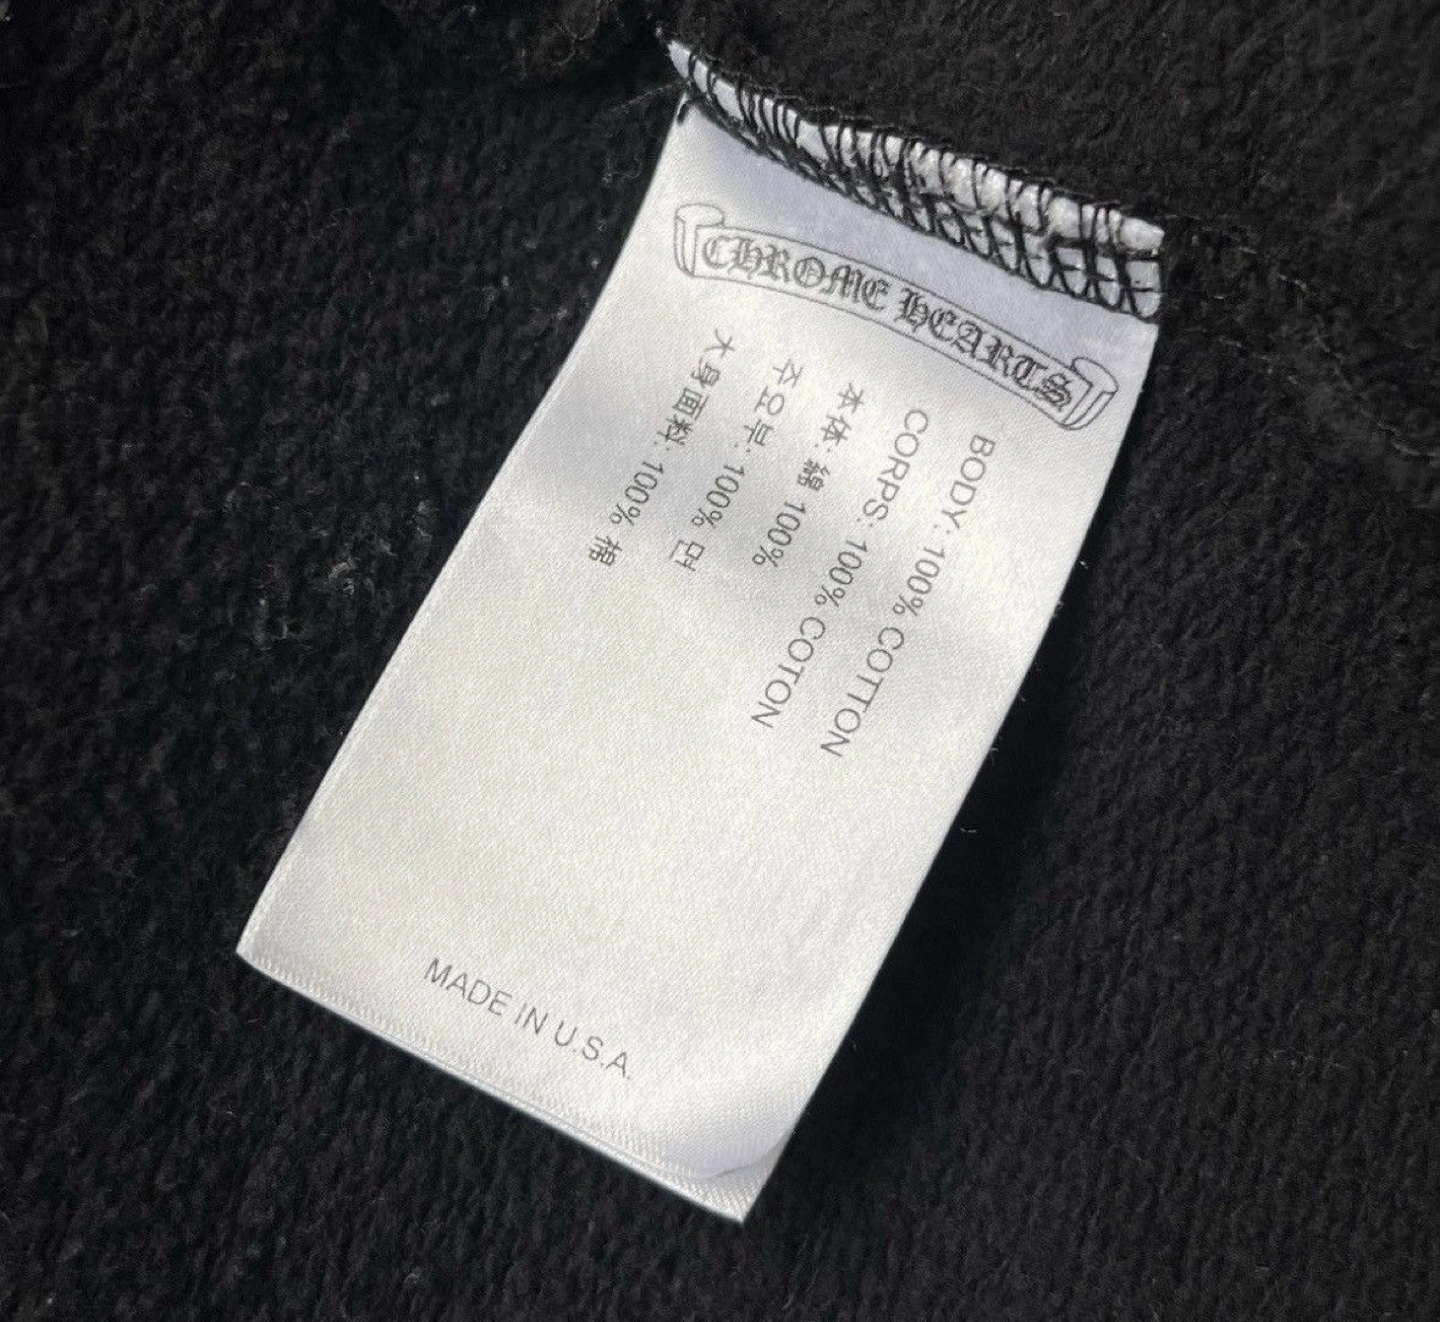 CHROME HEARTS
BODY: 100% COTTON
CORPS: 100% COTON
本体: 綿 100%
주요부: 100% 면
大身面料: 100% 棉
MADE IN U.S.A.